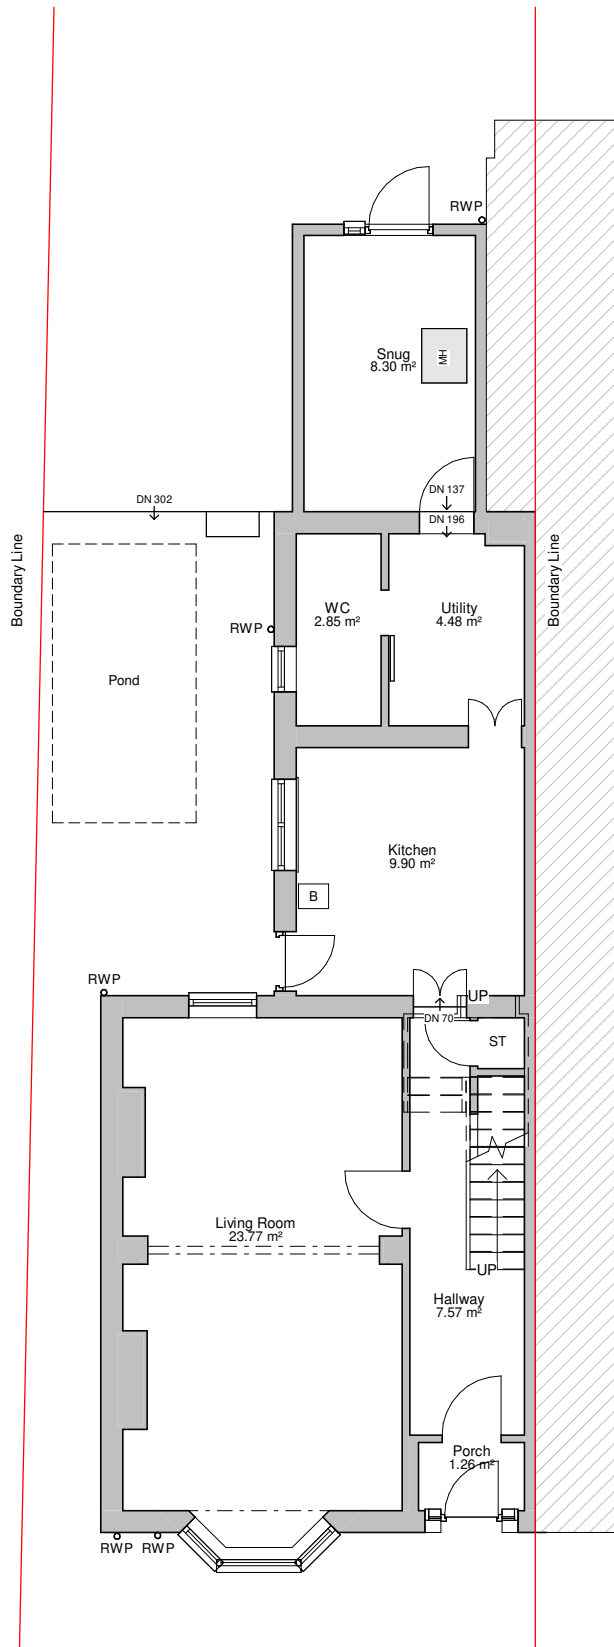 RWP
Snug
8.30 m²
MH
DN 137
DN 302
DN 196
Boundary Line
Boundary Line
WC
2.85 m²
Utility
4.48 m²
RWP
Pond
Kitchen
9.90 m²
B
RWP
UP
DN 70
ST
Living Room
23.77 m²
UP
Hallway
7.57 m²
Porch
1.26 m²
RWP RWP